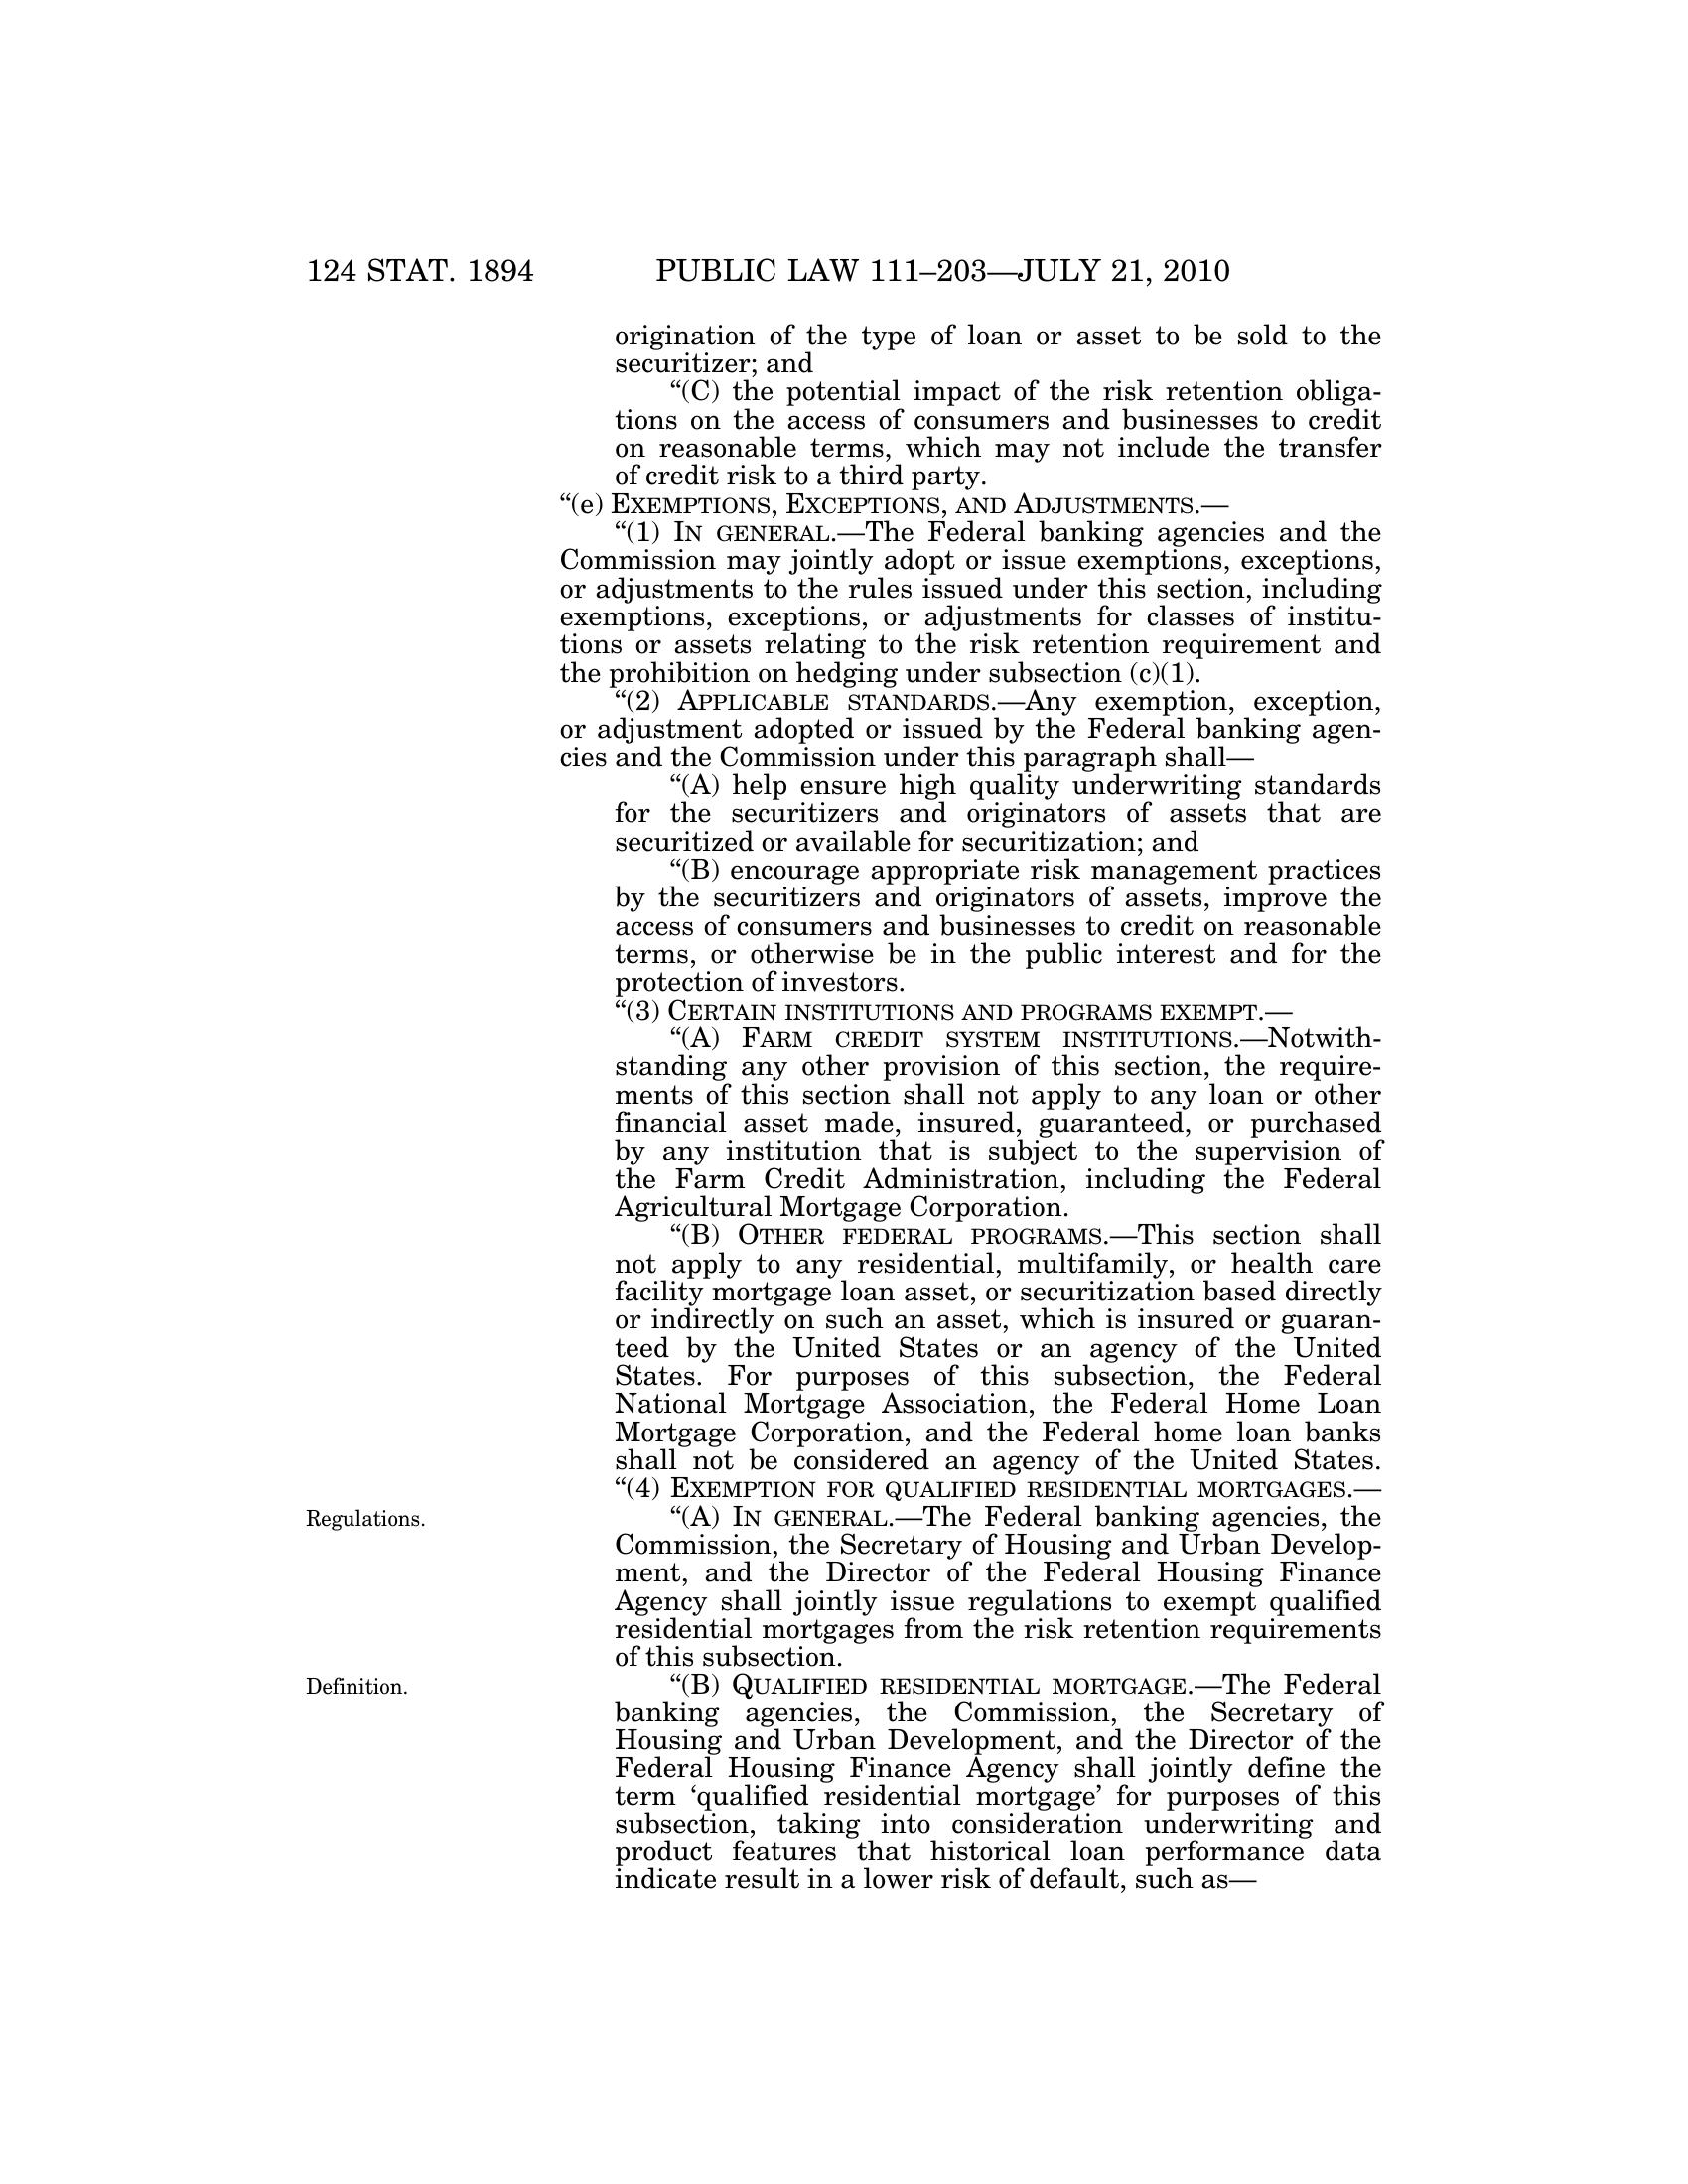 124 STAT. 1894 PUBLIC LAW 111–203—JULY 21, 2010
origination of the type of loan or asset to be sold to the
securitizer; and
“(C) the potential impact of the risk retention obliga-
tions on the access of consumers and businesses to credit
on reasonable terms, which may not include the transfer
of credit risk to a third party.
“(e) EXEMPTIONS, EXCEPTIONS, AND ADJUSTMENTS.—
“(1) IN GENERAL.—The Federal banking agencies and the
Commission may jointly adopt or issue exemptions, exceptions,
or adjustments to the rules issued under this section, including
exemptions, exceptions, or adjustments for classes of institu-
tions or assets relating to the risk retention requirement and
the prohibition on hedging under subsection (c)(1).
“(2) APPLICABLE STANDARDS.—Any exemption, exception,
or adjustment adopted or issued by the Federal banking agen-
cies and the Commission under this paragraph shall—
“(A) help ensure high quality underwriting standards
for the securitizers and originators of assets that are
securitized or available for securitization; and
“(B) encourage appropriate risk management practices
by the securitizers and originators of assets, improve the
access of consumers and businesses to credit on reasonable
terms, or otherwise be in the public interest and for the
protection of investors.
“(3) CERTAIN INSTITUTIONS AND PROGRAMS EXEMPT.—
“(A) FARM CREDIT SYSTEM INSTITUTIONS.—Notwith-
standing any other provision of this section, the require-
ments of this section shall not apply to any loan or other
financial asset made, insured, guaranteed, or purchased
by any institution that is subject to the supervision of
the Farm Credit Administration, including the Federal
Agricultural Mortgage Corporation.
“(B) OTHER FEDERAL PROGRAMS.—This section shall
not apply to any residential, multifamily, or health care
facility mortgage loan asset, or securitization based directly
or indirectly on such an asset, which is insured or guaran-
teed by the United States or an agency of the United
States. For purposes of this subsection, the Federal
National Mortgage Association, the Federal Home Loan
Mortgage Corporation, and the Federal home loan banks
shall not be considered an agency of the United States.
“(4) EXEMPTION FOR QUALIFIED RESIDENTIAL MORTGAGES.—
Regulations. “(A) IN GENERAL.—The Federal banking agencies, the
Commission, the Secretary of Housing and Urban Develop-
ment, and the Director of the Federal Housing Finance
Agency shall jointly issue regulations to exempt qualified
residential mortgages from the risk retention requirements
of this subsection.
Definition. “(B) QUALIFIED RESIDENTIAL MORTGAGE.—The Federal
banking agencies, the Commission, the Secretary of
Housing and Urban Development, and the Director of the
Federal Housing Finance Agency shall jointly define the
term ‘qualified residential mortgage’ for purposes of this
subsection, taking into consideration underwriting and
product features that historical loan performance data
indicate result in a lower risk of default, such as—